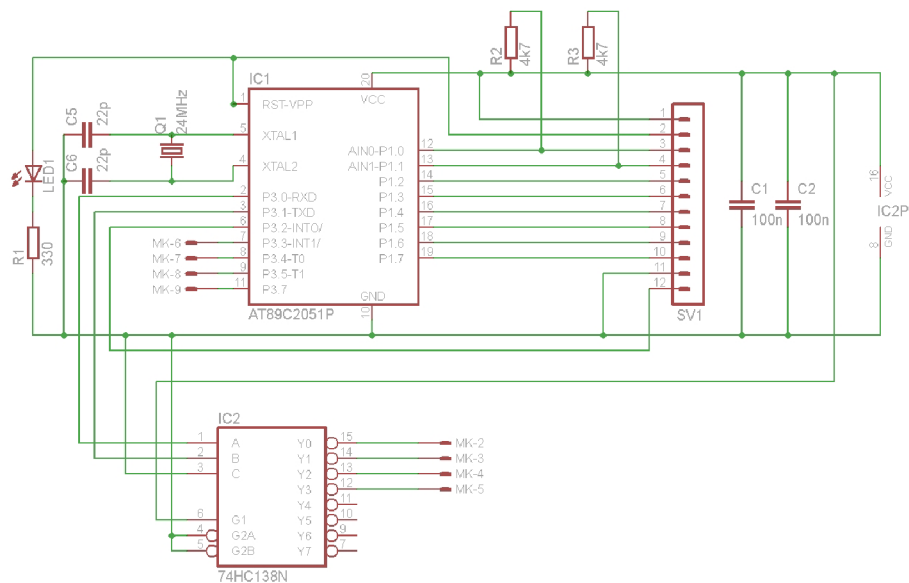 R2
4k7
R3
4k7
IC1
20
VCC
1
RST-VPP
C5
22p
Q1
24MHz
5
XTAL1
C6
22p
4
XTAL2
LED1
R1
330
2
P3.0-RXD
3
P3.1-TXD
6
P3.2-INT0/
MK-6
7
P3.3-INT1/
MK-7
8
P3.4-T0
MK-8
9
P3.5-T1
MK-9
11
P3.7
AIN0-P1.0
12
AIN1-P1.1
13
P1.2
14
P1.3
15
P1.4
16
P1.5
17
P1.6
18
P1.7
19
GND
10
AT89C2051P
1
2
3
4
5
6
7
8
9
10
11
12
SV1
C1
100n
C2
100n
16
VCC
IC2P
8
GND
IC2
1
A
2
B
3
C
6
G1
4
G2A
5
G2B
Y0
15
MK-2
Y1
14
MK-3
Y2
13
MK-4
Y3
12
MK-5
Y4
11
Y5
10
Y6
9
Y7
7
74HC138N